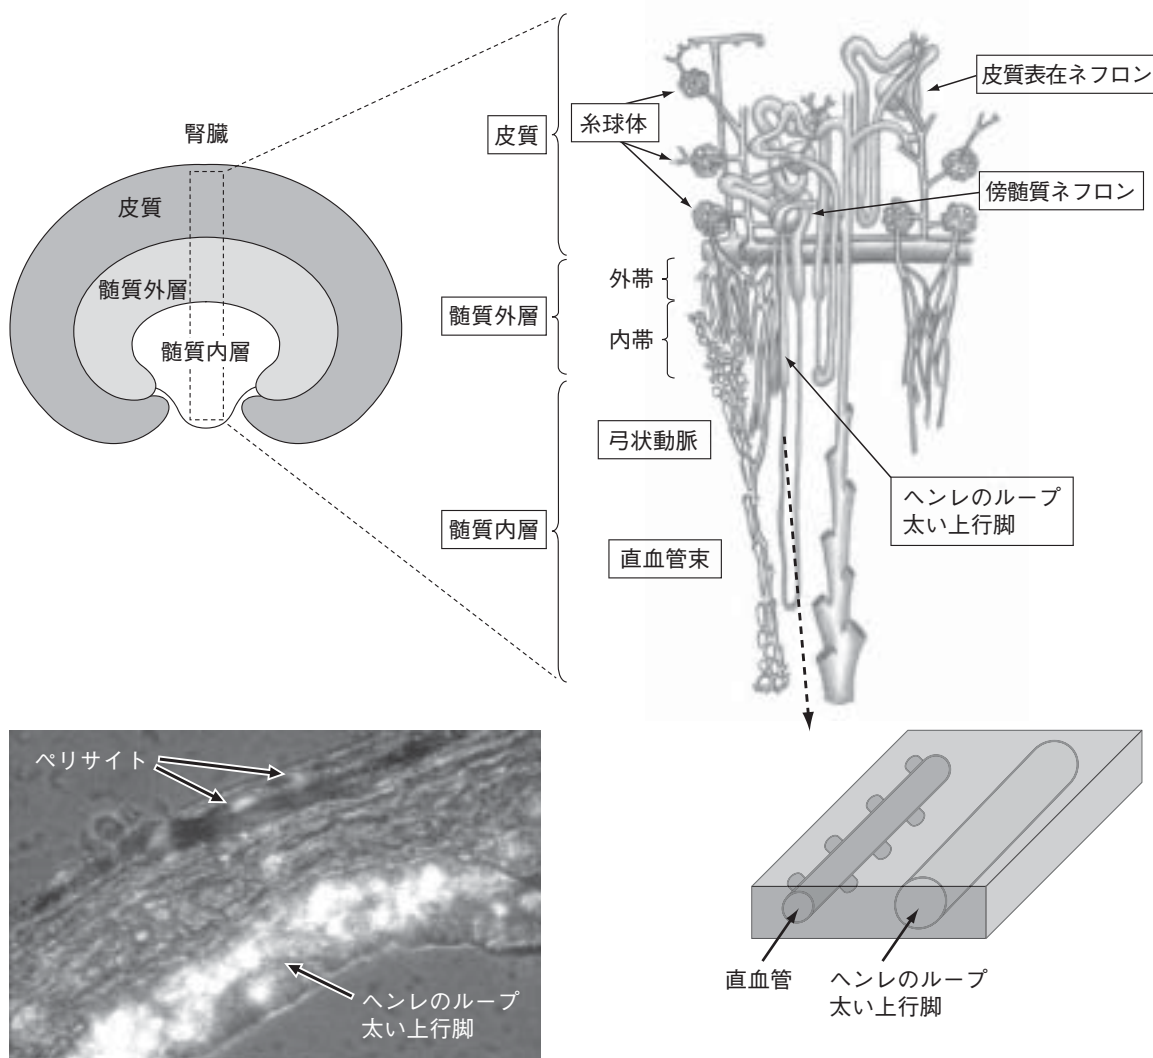 腎臓
皮質
髄質外層
髄質内層
皮質
髄質外層
髄質内層
糸球体
皮質表在ネフロン
傍髄質ネフロン
外帯
内帯
弓状動脈
ヘンレのループ
太い上行脚
直血管束
ペリサイト
ヘンレのループ
太い上行脚
直血管
ヘンレのループ
太い上行脚